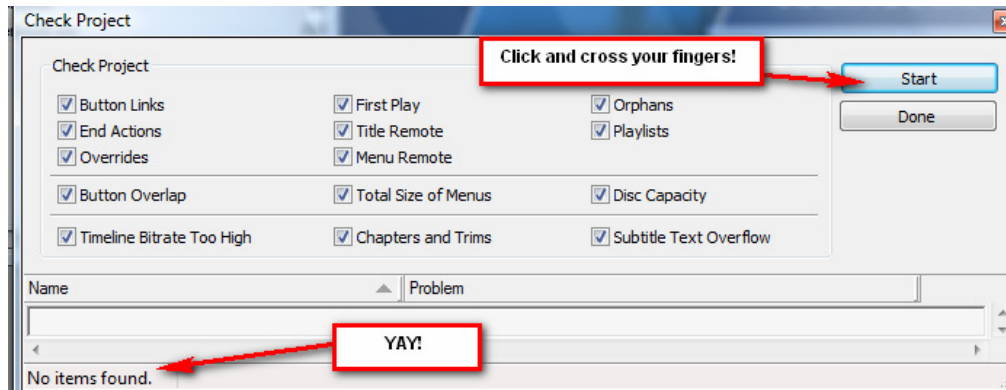 Check Project
Click and cross your fingers!
Check Project
Start
Button Links First Play Orphans
Done
End Actions Title Remote Playlists
Overrides Menu Remote
Button Overlap Total Size of Menus Disc Capacity
Timeline Bitrate Too High Chapters and Trims Subtitle Text Overflow
Name Problem
YAY!
No items found.